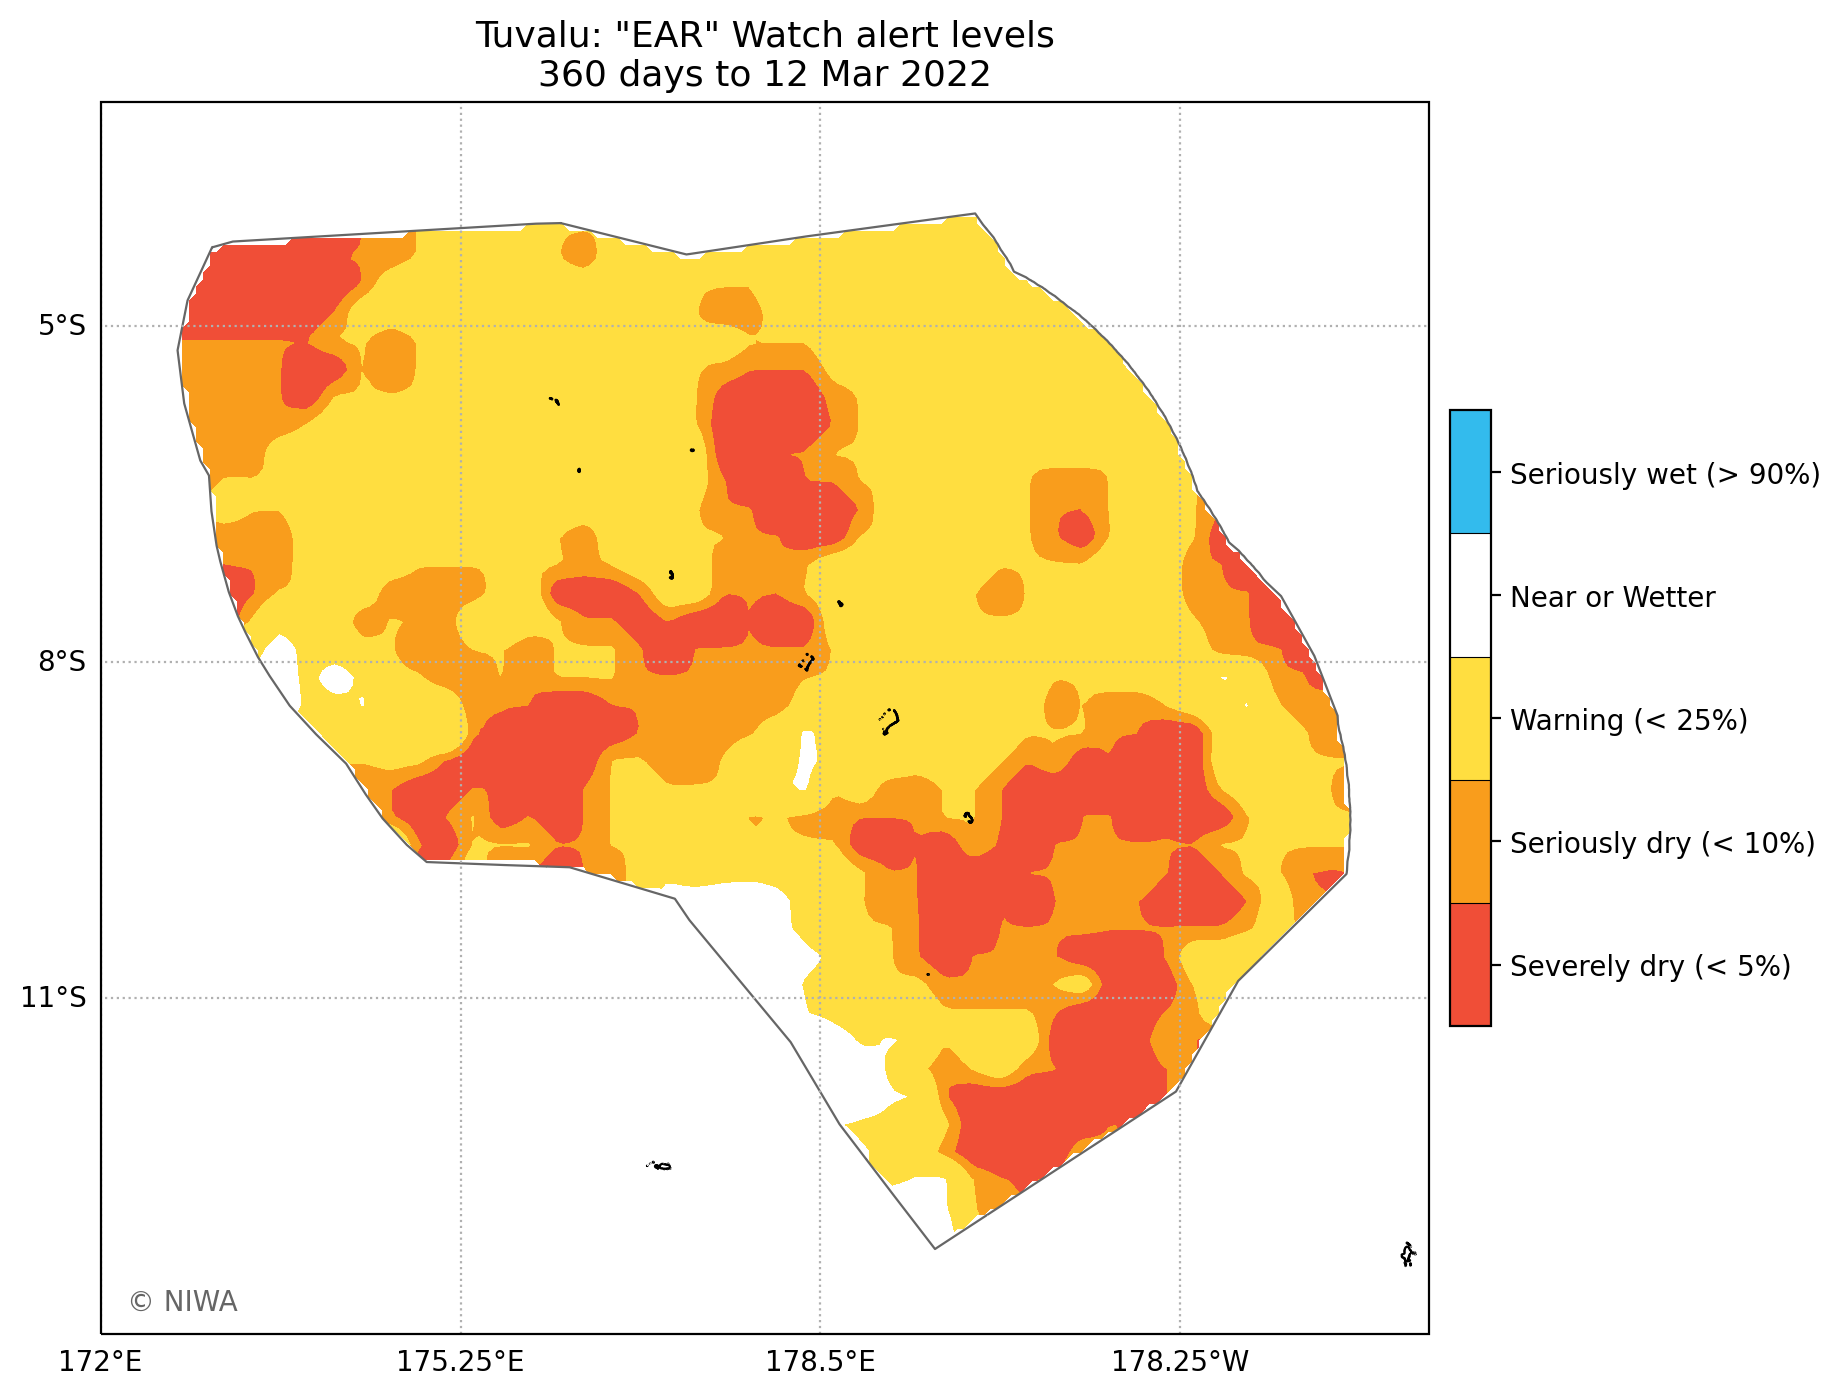 Tuvalu: "EAR" Watch alert levels
360 days to 12 Mar 2022
5°S
8°S
11°S
172°E
175.25°E
178.5°E
178.25°W
© NIWA
Seriously wet (> 90%)
Near or Wetter
Warning (< 25%)
Seriously dry (< 10%)
Severely dry (< 5%)